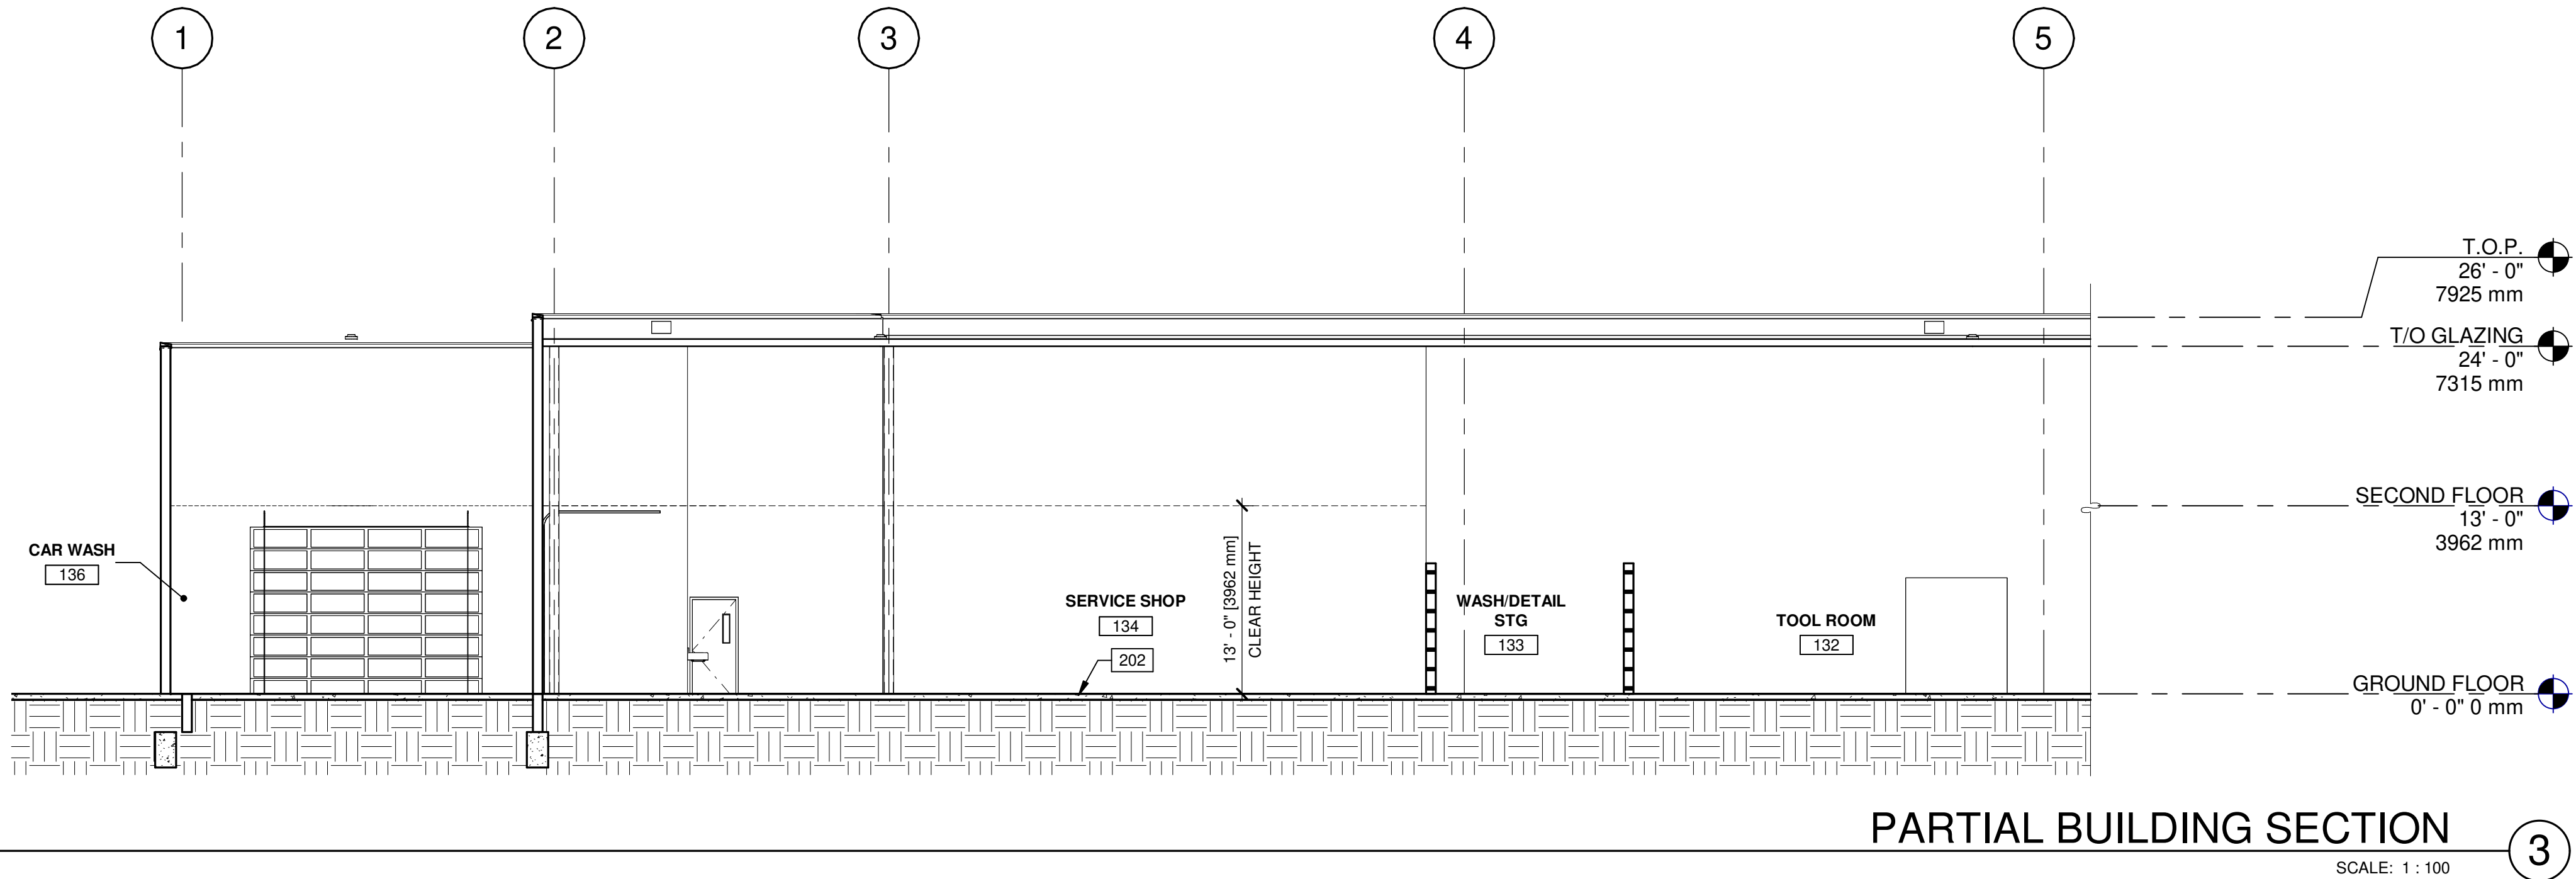 1
2
3
4
5
T.O.P.
26' - 0"
7925 mm
T/O GLAZING
24' - 0"
7315 mm
SECOND FLOOR
13' - 0"
3962 mm
CAR WASH
136
13' - 0" [3962 mm]
CLEAR HEIGHT
SERVICE SHOP
134
202
WASH/DETAIL
STG
133
TOOL ROOM
132
GROUND FLOOR
0' - 0" 0 mm
PARTIAL BUILDING SECTION
3
SCALE: 1 : 100